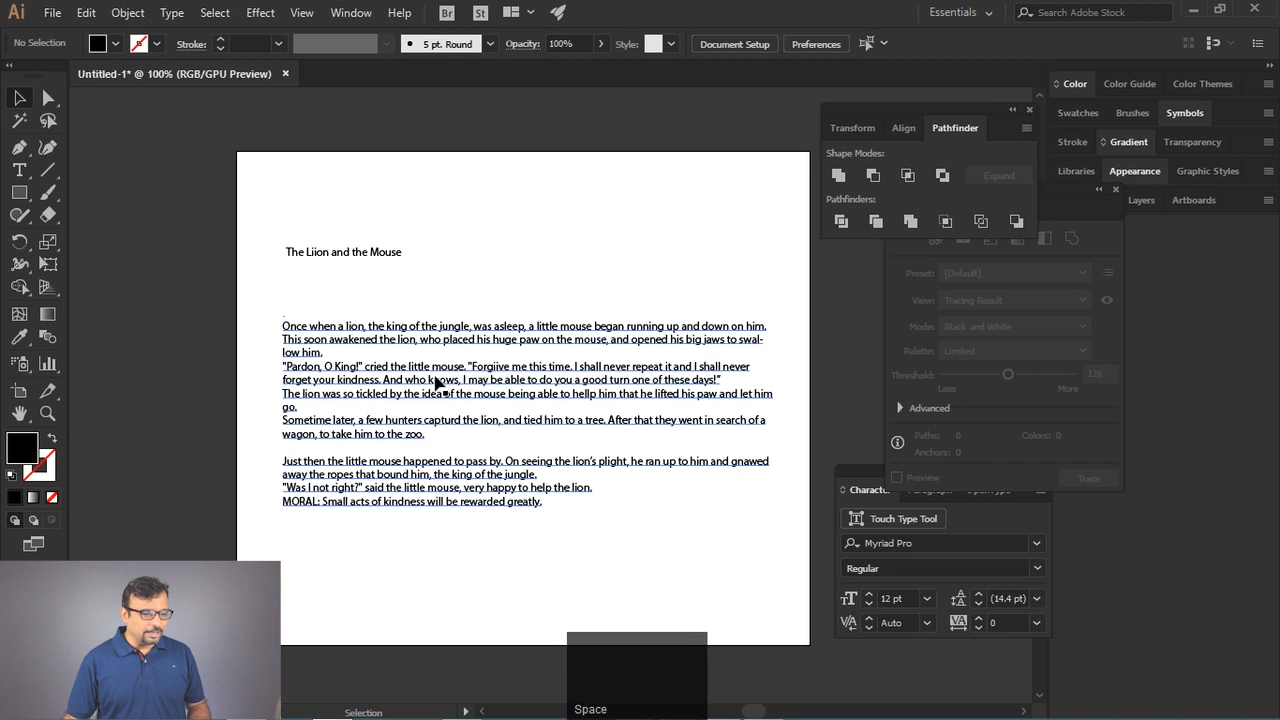 Ai File Edit Object Type Select Effect View Window Help Br St Essentials Search Adobe Stock
No Selection Stroke: 5 pt. Round Opacity: 100% Style: Document Setup Preferences
Untitled-1* @ 100% (RGB/GPU Preview)
Color Color Guide Color Themes
Swatches Brushes Symbols
Transform Align Pathfinder
Stroke Gradient Transparency
Shape Modes:
Expand
Libraries Appearance Graphic Styles
Pathfinders:
Layers Artboards
The Liion and the Mouse
Preset: [Default]
View: Tracing Result
Mode: Black and White
Palette: Limited
Threshold: 128
Less More
Advanced
Paths: 0 Colors: 0
Anchors: 0
Preview Trace
Once when a lion, the king of the jungle, was asleep, a little mouse began running up and down on him.
This soon awakened the lion, who placed his huge paw on the mouse, and opened his big jaws to swal-
low him.
"Pardon, O King!" cried the little mouse. "Forgiive me this time. I shall never repeat it and I shall never
forget your kindness. And who knows, I may be able to do you a good turn one of these days!"
The lion was so tickled by the idea of the mouse being able to hellp him that he lifted his paw and let him
go.
Sometime later, a few hunters capturd the lion, and tied him to a tree. After that they went in search of a
wagon, to take him to the zoo.
Just then the little mouse happened to pass by. On seeing the lion's plight, he ran up to him and gnawed
away the ropes that bound him, the king of the jungle.
"Was I not right?" said the little mouse, very happy to help the lion.
MORAL: Small acts of kindness will be rewarded greatly.
Touch Type Tool
Myriad Pro
Regular
12 pt (14.4 pt)
Auto 0
Space
Selection